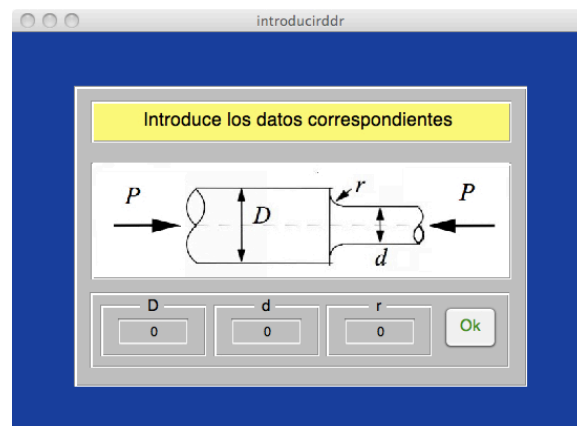 introducirddr
Introduce los datos correspondientes
P D r P
d
D d r
0 0 0 Ok